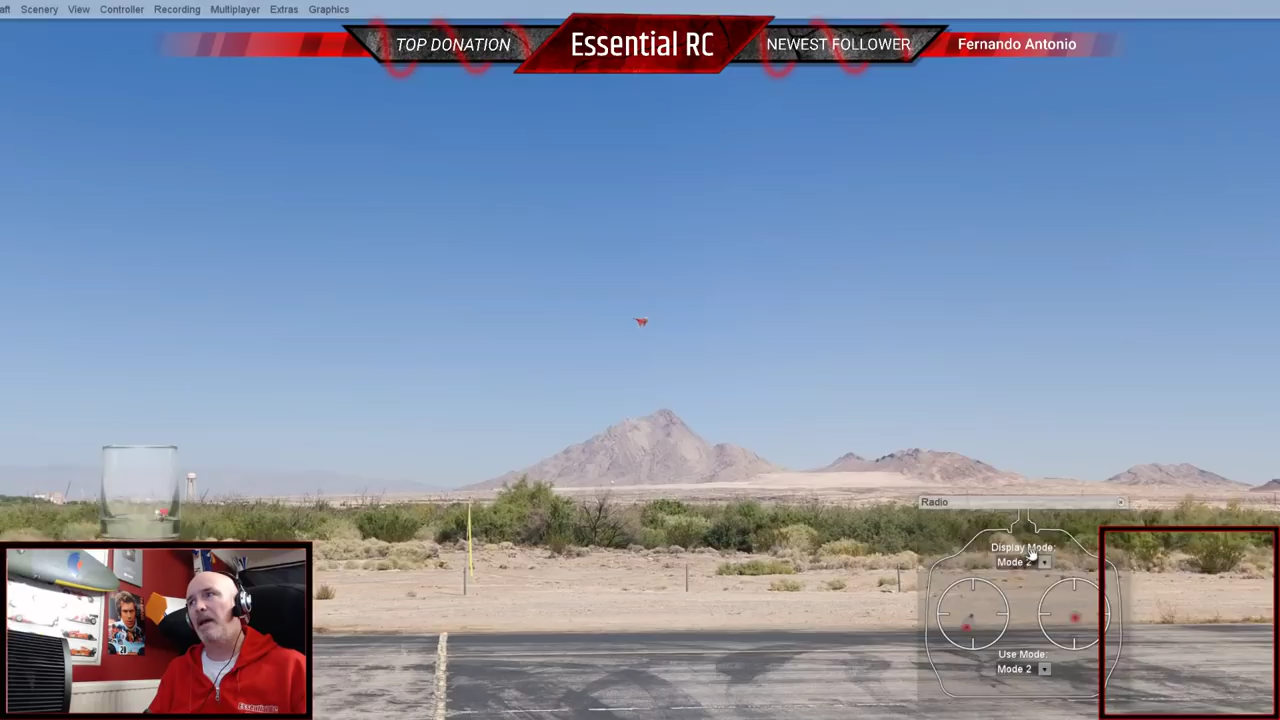 aft Scenery View Controller Recording Multiplayer Extras Graphics
TOP DONATION
Essential RC
NEWEST FOLLOWER
Fernando Antonio
Radio
Display Mode:
Mode 2
Use Mode:
Mode 2